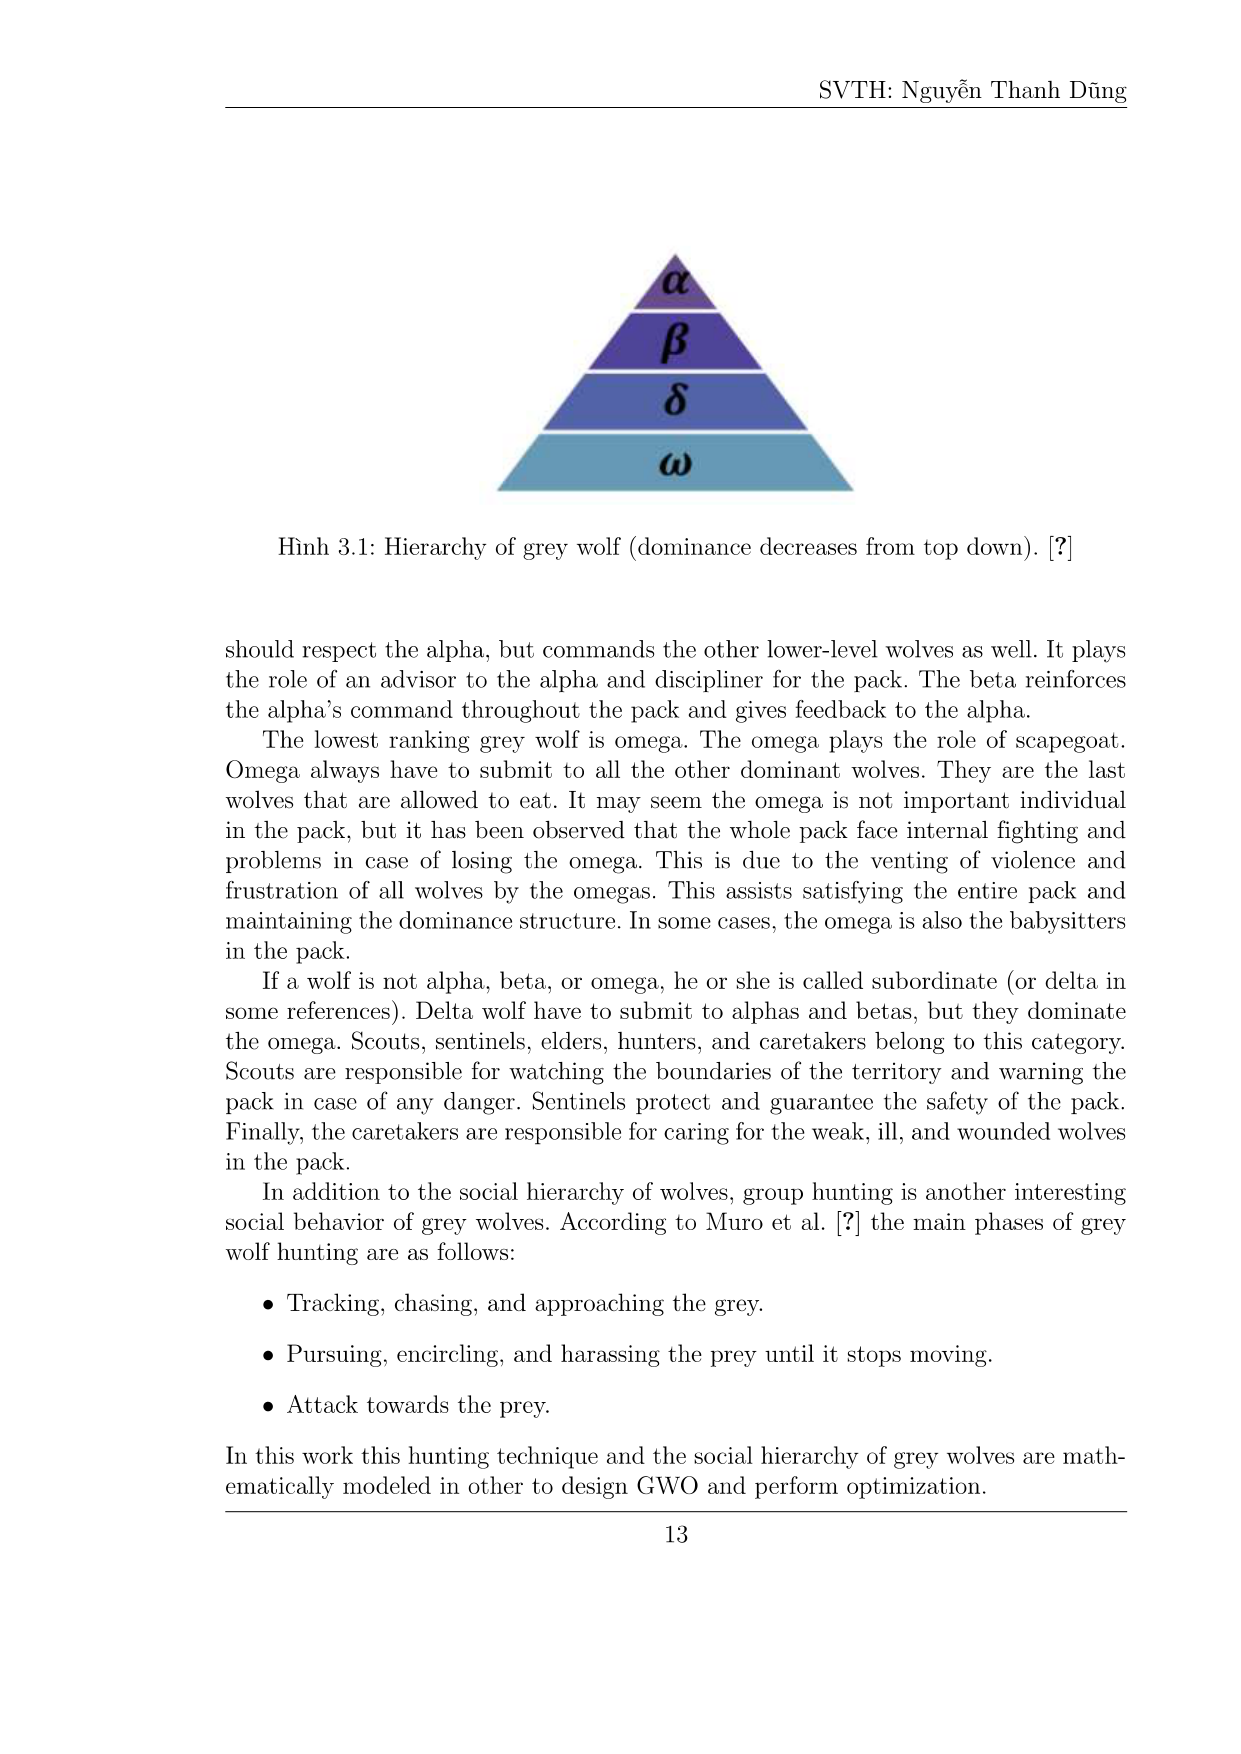 SVTH: Nguyễn Thanh Dũng
α
β
δ
ω
Hình 3.1: Hierarchy of grey wolf (dominance decreases from top down). [?]
should respect the alpha, but commands the other lower-level wolves as well. It plays
the role of an advisor to the alpha and discipliner for the pack. The beta reinforces
the alpha's command throughout the pack and gives feedback to the alpha.
The lowest ranking grey wolf is omega. The omega plays the role of scapegoat.
Omega always have to submit to all the other dominant wolves. They are the last
wolves that are allowed to eat. It may seem the omega is not important individual
in the pack, but it has been observed that the whole pack face internal fighting and
problems in case of losing the omega. This is due to the venting of violence and
frustration of all wolves by the omegas. This assists satisfying the entire pack and
maintaining the dominance structure. In some cases, the omega is also the babysitters
in the pack.
If a wolf is not alpha, beta, or omega, he or she is called subordinate (or delta in
some references). Delta wolf have to submit to alphas and betas, but they dominate
the omega. Scouts, sentinels, elders, hunters, and caretakers belong to this category.
Scouts are responsible for watching the boundaries of the territory and warning the
pack in case of any danger. Sentinels protect and guarantee the safety of the pack.
Finally, the caretakers are responsible for caring for the weak, ill, and wounded wolves
in the pack.
In addition to the social hierarchy of wolves, group hunting is another interesting
social behavior of grey wolves. According to Muro et al. [?] the main phases of grey
wolf hunting are as follows:
• Tracking, chasing, and approaching the grey.
• Pursuing, encircling, and harassing the prey until it stops moving.
• Attack towards the prey.
In this work this hunting technique and the social hierarchy of grey wolves are math-
ematically modeled in other to design GWO and perform optimization.
13